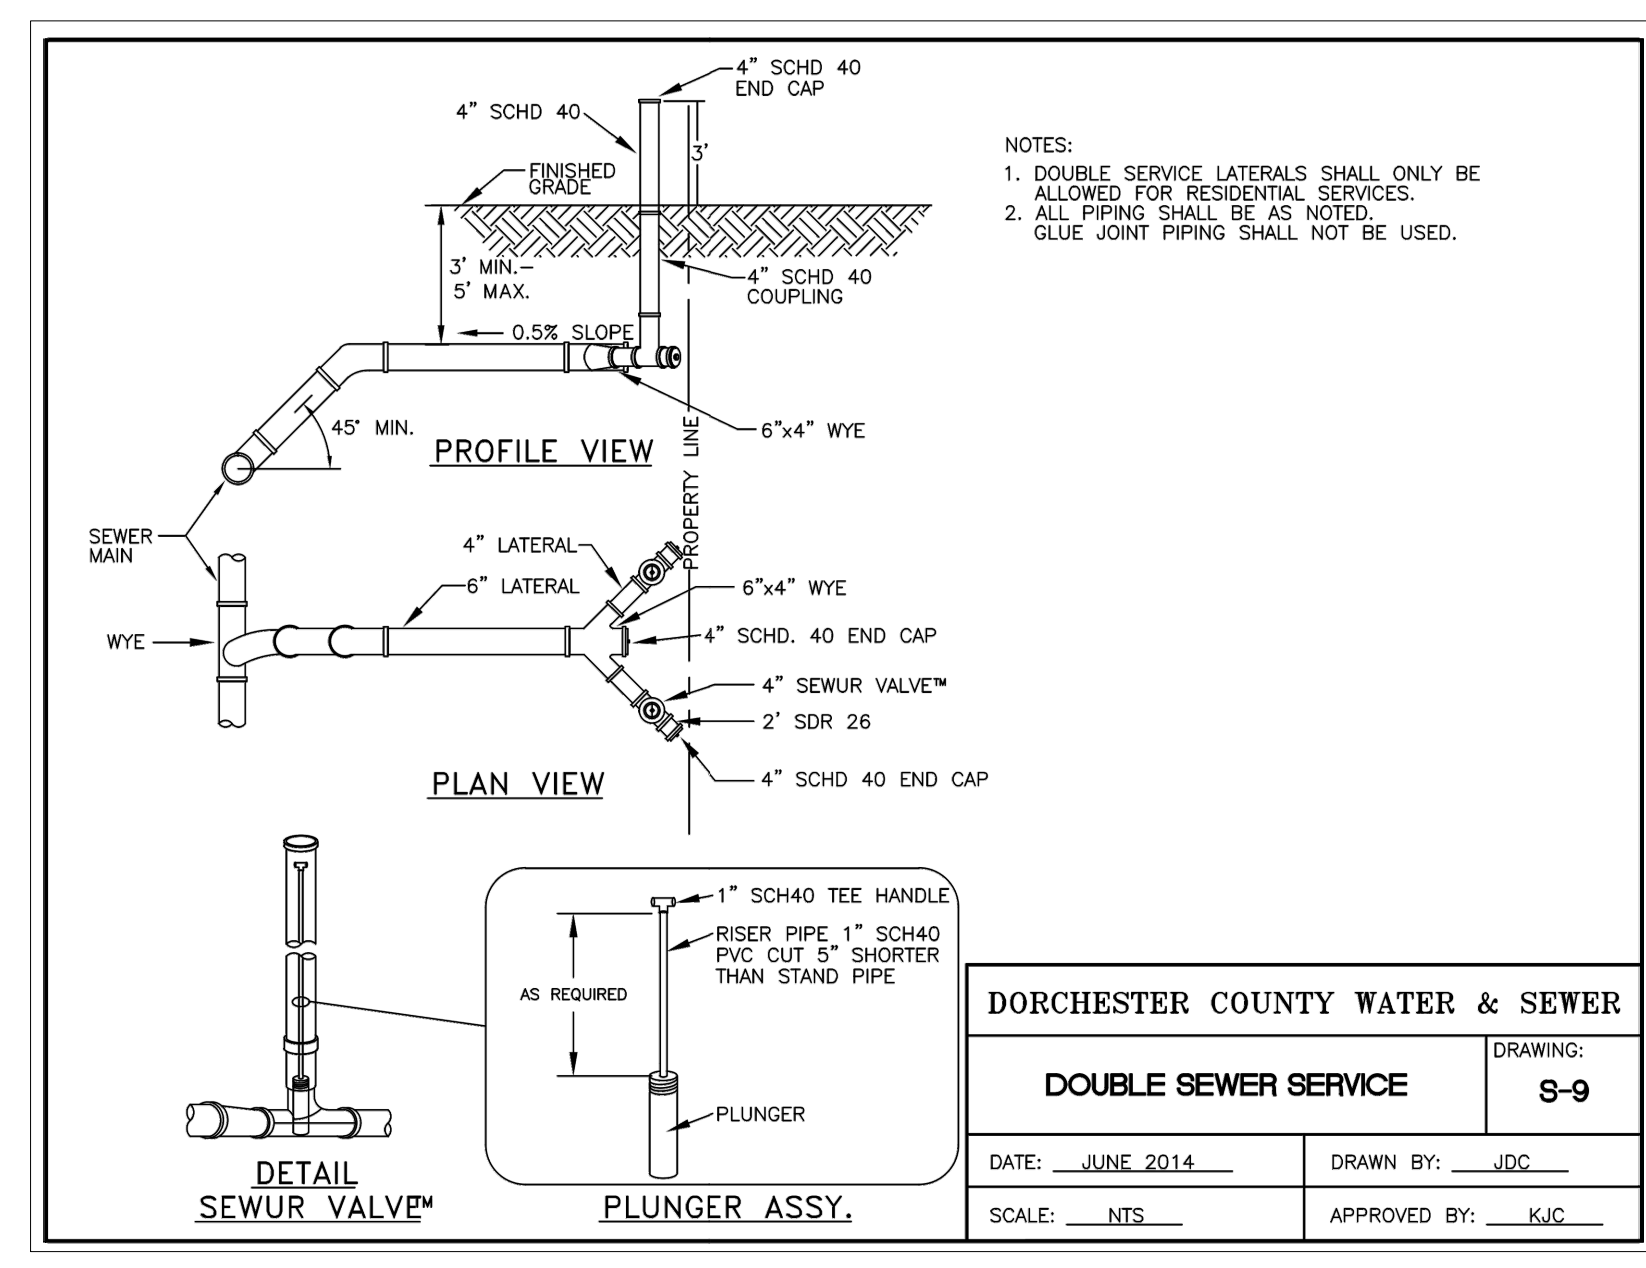 4” SCHD 40
END CAP
4” SCHD 40
3’
FINISHED
GRADE
NOTES:
1. DOUBLE SERVICE LATERALS SHALL ONLY BE
ALLOWED FOR RESIDENTIAL SERVICES.
2. ALL PIPING SHALL BE AS NOTED.
GLUE JOINT PIPING SHALL NOT BE USED.
3’ MIN.–
5’ MAX.
4” SCHD 40
COUPLING
0.5% SLOPE
45° MIN.
6”x4” WYE
PROFILE VIEW
PROPERTY LINE
SEWER
MAIN
4” LATERAL
6” LATERAL
6”x4” WYE
WYE
4” SCHD. 40 END CAP
4” SEWUR VALVE™
2’ SDR 26
4” SCHD 40 END CAP
PLAN VIEW
1” SCH40 TEE HANDLE
RISER PIPE 1” SCH40
PVC CUT 5” SHORTER
THAN STAND PIPE
AS REQUIRED
PLUNGER
DETAIL
SEWUR VALVE™
PLUNGER ASSY.
DORCHESTER COUNTY WATER & SEWER
DOUBLE SEWER SERVICE
DRAWING:
S-9
DATE: JUNE 2014
DRAWN BY: JDC
SCALE: NTS
APPROVED BY: KJC